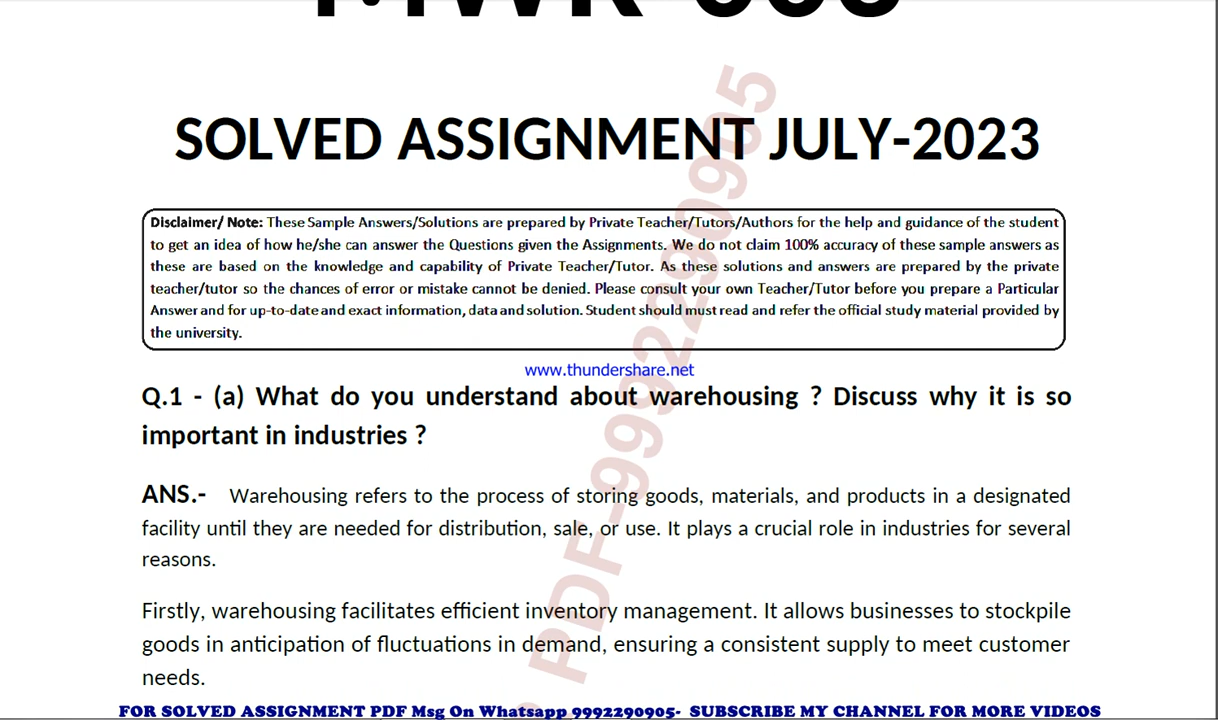 SOLVED ASSIGNMENT JULY-2023
Disclaimer/ Note: These Sample Answers/Solutions are prepared by Private Teacher/Tutors/Authors for the help and guidance of the student
to get an idea of how he/she can answer the Questions given the Assignments. We do not claim 100% accuracy of these sample answers as
these are based on the knowledge and capability of Private Teacher/Tutor. As these solutions and answers are prepared by the private
teacher/tutor so the chances of error or mistake cannot be denied. Please consult your own Teacher/Tutor before you prepare a Particular
Answer and for up-to-date and exact information, data and solution. Student should must read and refer the official study material provided by
the university.
www.thundershare.net
Q.1 - (a) What do you understand about warehousing ? Discuss why it is so
important in industries ?
ANS.- Warehousing refers to the process of storing goods, materials, and products in a designated
facility until they are needed for distribution, sale, or use. It plays a crucial role in industries for several
reasons.
Firstly, warehousing facilitates efficient inventory management. It allows businesses to stockpile
goods in anticipation of fluctuations in demand, ensuring a consistent supply to meet customer
needs.
PDF-9992290905
FOR SOLVED ASSIGNMENT PDF Msg On Whatsapp 9992290905- SUBSCRIBE MY CHANNEL FOR MORE VIDEOS